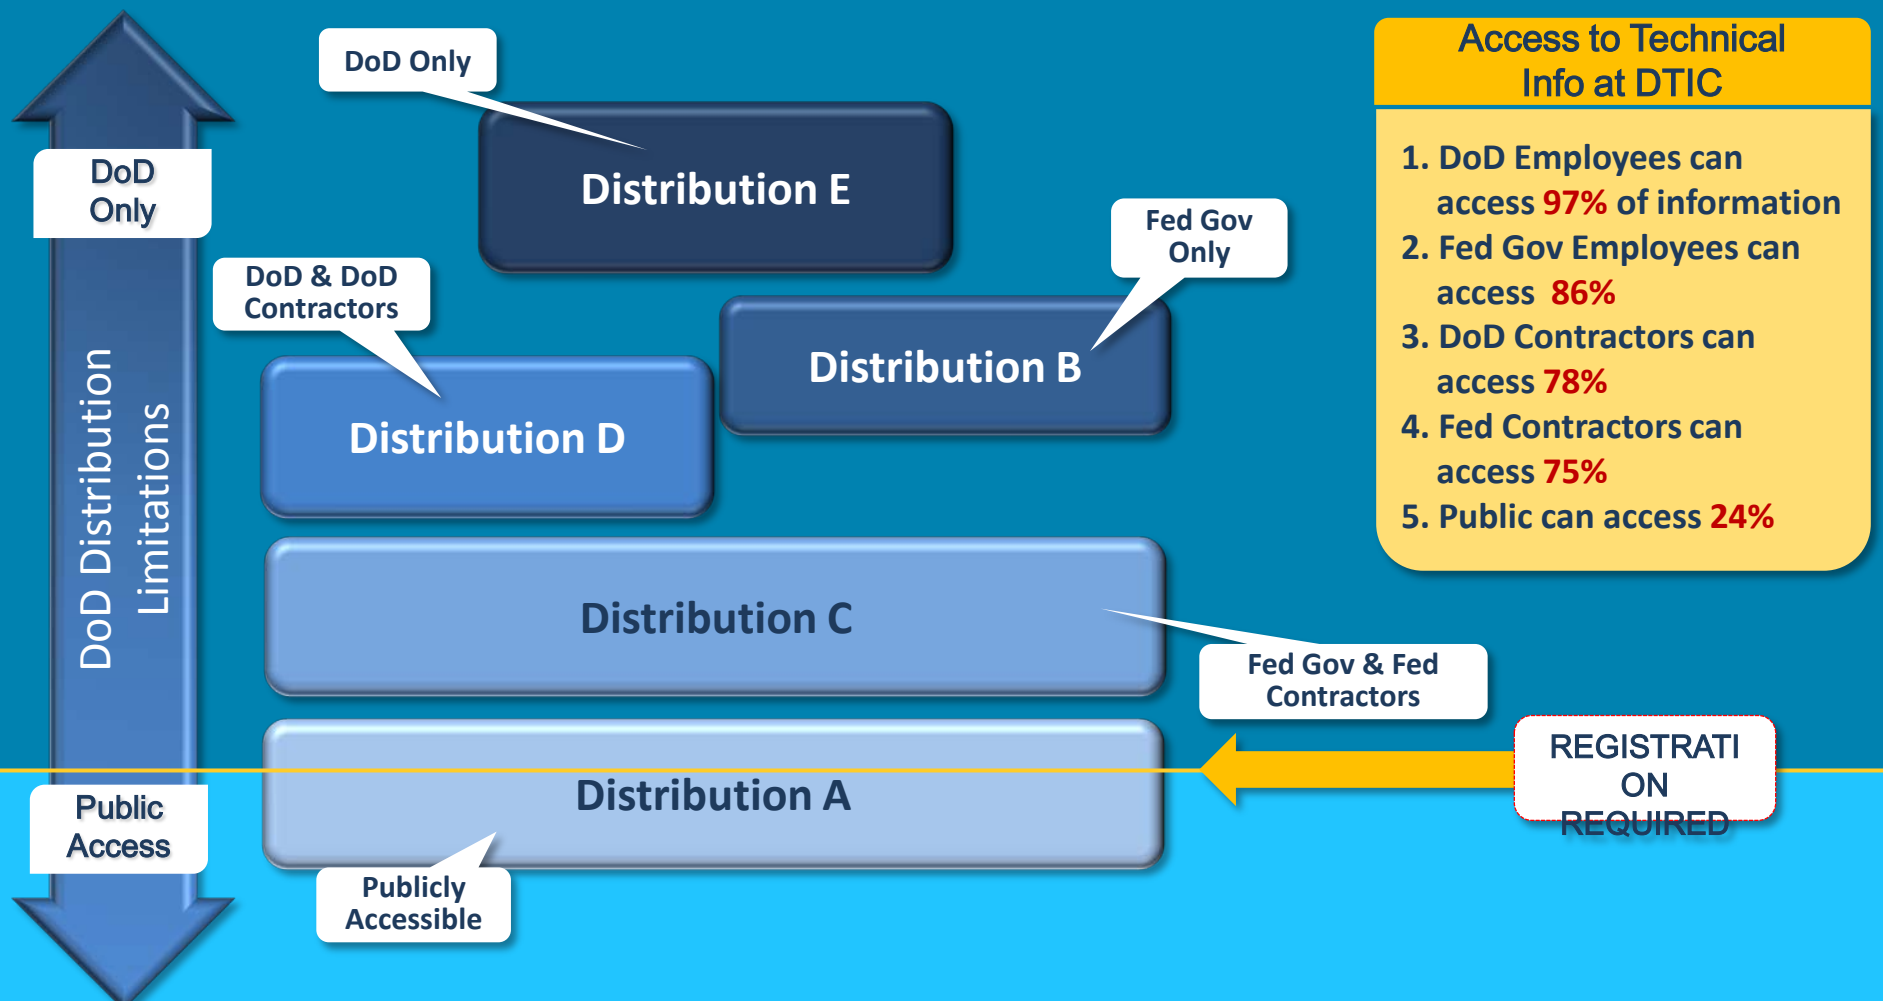 DoD Only
Access to Technical
Info at DTIC
DoD
Only
Distribution E
1. DoD Employees can
access 97% of information
2. Fed Gov Employees can
access 86%
3. DoD Contractors can
access 78%
4. Fed Contractors can
access 75%
5. Public can access 24%
Fed Gov
Only
DoD & DoD
Contractors
Distribution B
Distribution D
DoD Distribution
Limitations
Distribution C
Fed Gov & Fed
Contractors
REGISTRATI
ON
REQUIRED
Distribution A
Public
Access
Publicly
Accessible